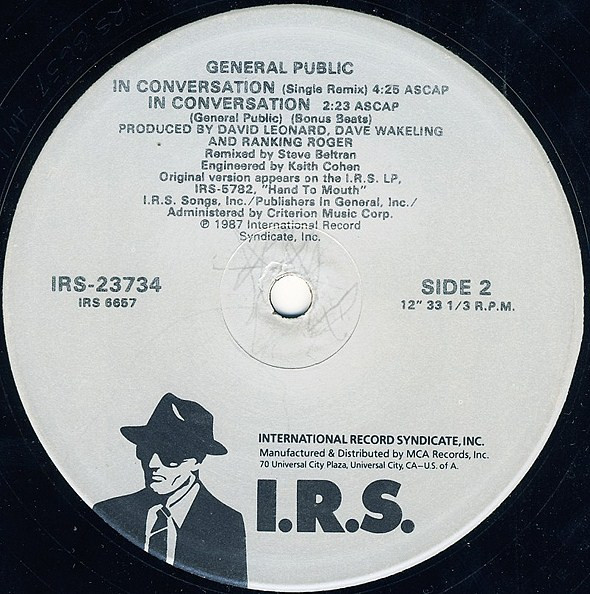 GENERAL PUBLIC
IN CONVERSATION (Single Remix) 4:25 ASCAP
IN CONVERSATION 2:23 ASCAP
(General Public) (Bonus Beats)
PRODUCED BY DAVID LEONARD, DAVE WAKELING
AND RANKING ROGER
Remixed by Steve Beltran
Engineered by Keith Cohen
Original version appears on the I.R.S. LP,
IRS-5782, "Hand To Mouth"
I.R.S. Songs, Inc./Publishers In General, Inc./
Administered by Criterion Music Corp.
℗ 1987 International Record
Syndicate, Inc.
IRS-23734
IRS 6657
SIDE 2
12" 33 1/3 R.P.M.
INTERNATIONAL RECORD SYNDICATE, INC.
Manufactured & Distributed by MCA Records, Inc.
70 Universal City Plaza, Universal City, CA–U.S. of A.
I.R.S.